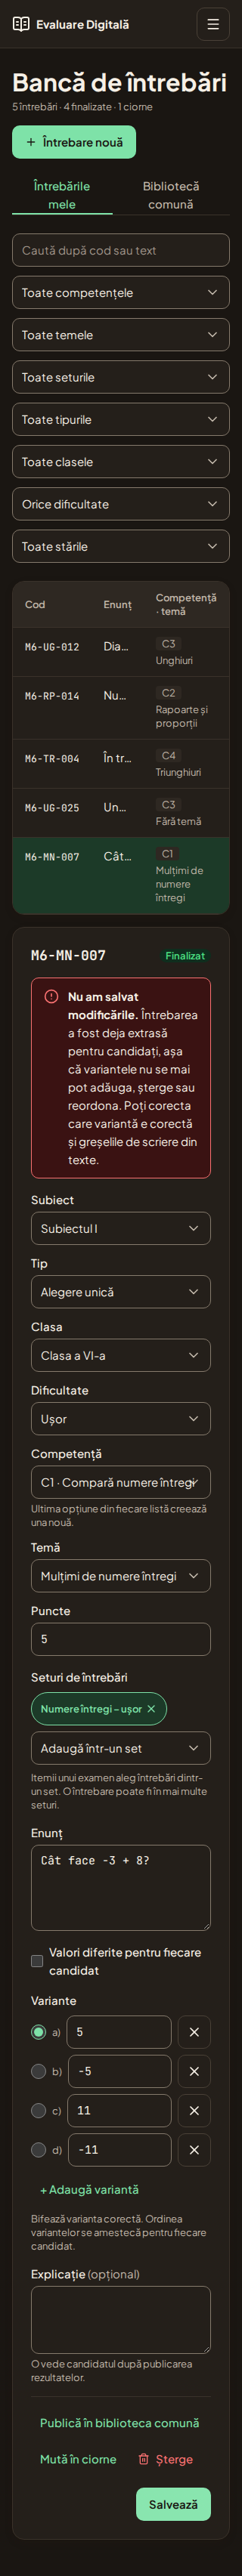 Evaluare Digitală
Bancă de întrebări
5 întrebări · 4 finalizate · 1 ciorne
+ Întrebare nouă
Întrebările mele
Bibliotecă comună
Caută după cod sau text
Toate competențele
Toate temele
Toate seturile
Toate tipurile
Toate clasele
Orice dificultate
Toate stările
Cod Enunț Competență · temă
M6-UG-012 Dia… C3
Unghiuri
M6-RP-014 Nu… C2
Rapoarte și
proporții
M6-TR-004 În tr… C4
Triunghiuri
M6-UG-025 Un… C3
Fără temă
M6-MN-007 Cât… C1
Mulțimi de
numere
întregi
M6-MN-007 Finalizat
Nu am salvat
modificările. Întrebarea
a fost deja extrasă
pentru candidați, așa
că variantele nu se mai
pot adăuga, șterge sau
reordona. Poți corecta
care variantă e corectă
și greșelile de scriere din
texte.
Subiect
Subiectul I
Tip
Alegere unică
Clasa
Clasa a VI-a
Dificultate
Ușor
Competență
C1 · Compară numere întregi
Ultima opțiune din fiecare listă creează
una nouă.
Temă
Mulțimi de numere întregi
Puncte
5
Seturi de întrebări
Numere întregi – ușor ×
Adaugă într-un set
Itemii unui examen aleg întrebări dintr-
un set. O întrebare poate fi în mai multe
seturi.
Enunț
Cât face -3 + 8?
Valori diferite pentru fiecare
candidat
Variante
a) 5
b) -5
c) 11
d) -11
+ Adaugă variantă
Bifează varianta corectă. Ordinea
variantelor se amestecă pentru fiecare
candidat.
Explicație (opțional)
O vede candidatul după publicarea
rezultatelor.
Publică în biblioteca comună
Mută în ciorne Șterge
Salvează